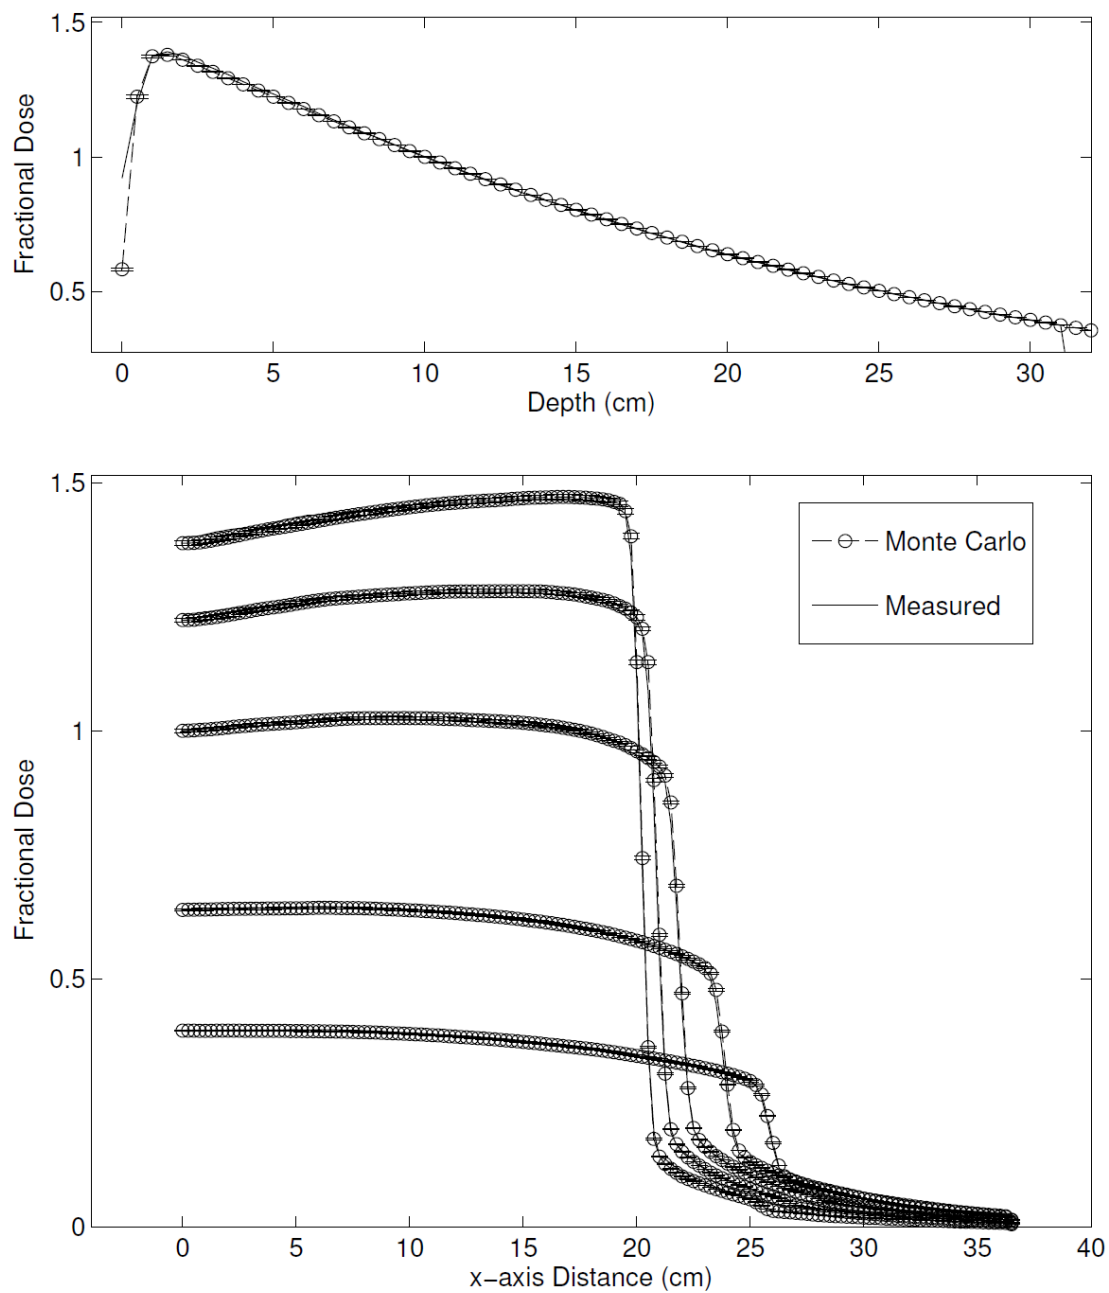 1.5
1
0.5
Fractional Dose
0 5 10 15 20 25 30
Depth (cm)
1.5
1
0.5
0
Fractional Dose
Monte Carlo
Measured
0 5 10 15 20 25 30 35 40
x−axis Distance (cm)